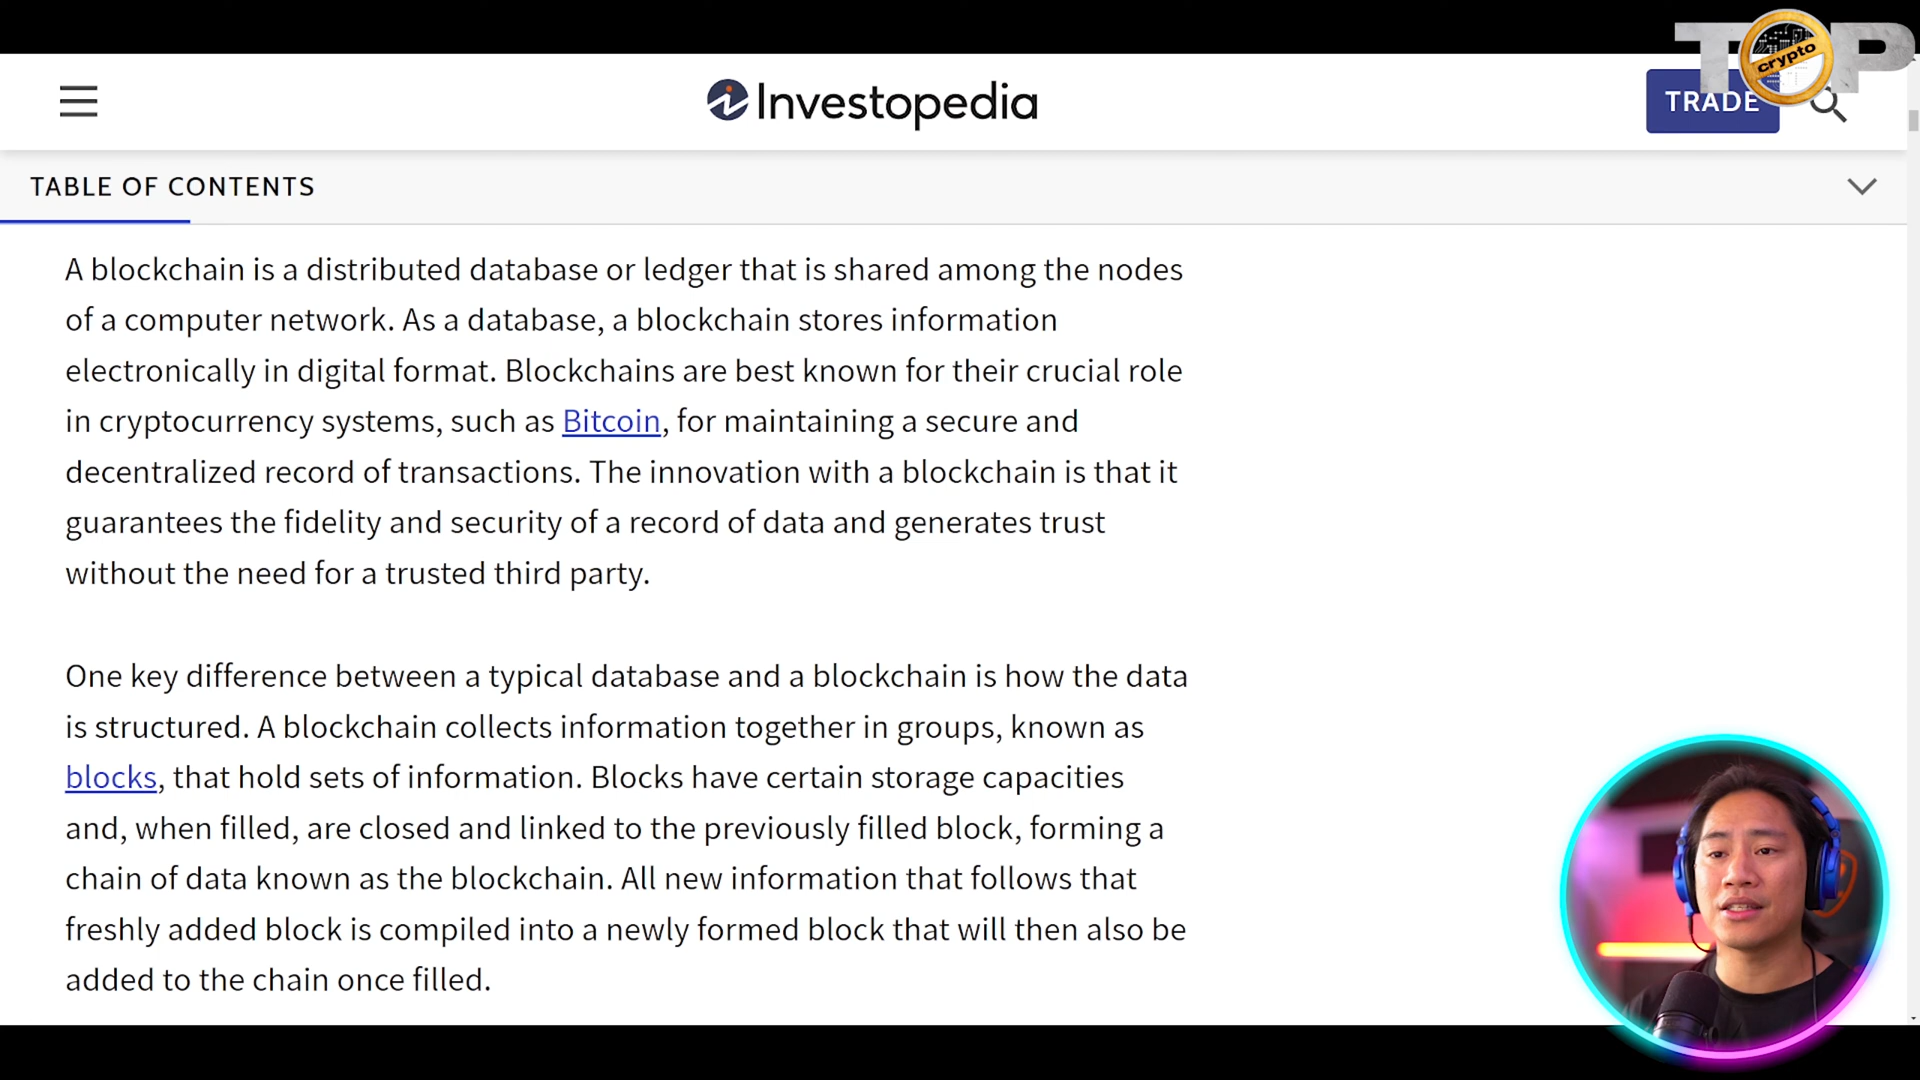 TOP
crypto
Investopedia
TRADE
TABLE OF CONTENTS
A blockchain is a distributed database or ledger that is shared among the nodes
of a computer network. As a database, a blockchain stores information
electronically in digital format. Blockchains are best known for their crucial role
in cryptocurrency systems, such as Bitcoin, for maintaining a secure and
decentralized record of transactions. The innovation with a blockchain is that it
guarantees the fidelity and security of a record of data and generates trust
without the need for a trusted third party.
One key difference between a typical database and a blockchain is how the data
is structured. A blockchain collects information together in groups, known as
blocks, that hold sets of information. Blocks have certain storage capacities
and, when filled, are closed and linked to the previously filled block, forming a
chain of data known as the blockchain. All new information that follows that
freshly added block is compiled into a newly formed block that will then also be
added to the chain once filled.